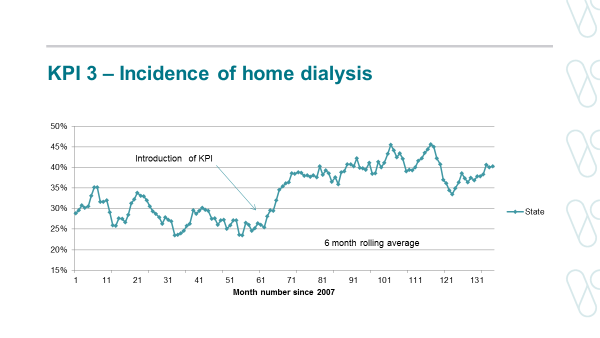 KPI 3 – Incidence of home dialysis
50%
45%
40%
35%
30%
25%
20%
15%
Introduction of KPI
6 month rolling average
State
1 11 21 31 41 51 61 71 81 91 101 111 121 131
Month number since 2007